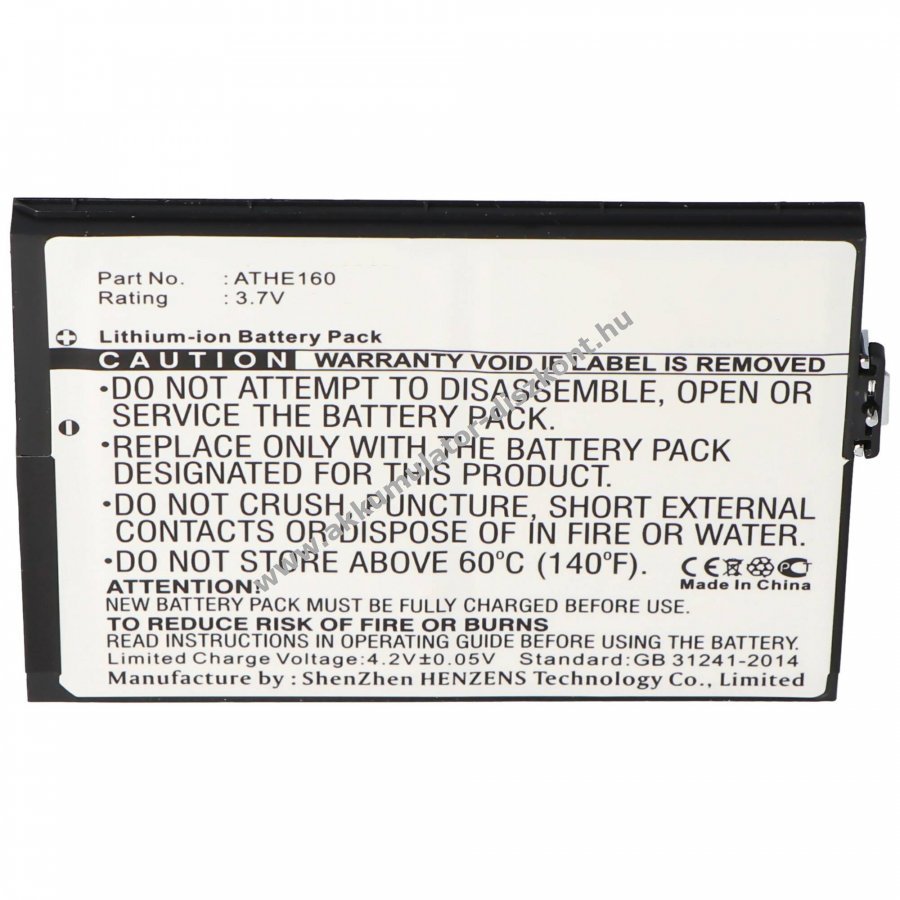 Part No. : ATHE160
Rating : 3.7V
Lithium-ion Battery Pack
CAUTION WARRANTY VOID IF LABEL IS REMOVED
•DO NOT ATTEMPT TO DISASSEMBLE, OPEN OR
SERVICE THE BATTERY PACK.
•REPLACE ONLY WITH THE BATTERY PACK
DESIGNATED FOR THIS PRODUCT.
•DO NOT CRUSH, PUNCTURE, SHORT EXTERNAL
CONTACTS OR DISPOSE OF IN FIRE OR WATER.
•DO NOT STORE ABOVE 60ºC (140ºF).
CE
Made In China
ATTENTION:
NEW BATTERY PACK MUST BE FULLY CHARGED BEFORE USE.
TO REDUCE RISK OF FIRE OR BURNS
READ INSTRUCTIONS IN OPERATING GUIDE BEFORE USING THE BATTERY.
Limited Charge Voltage:4.2V±0.05V Standard:GB 31241-2014
Manufacture by : ShenZhen HENZENS Technology Co., Limited
www.akkumulator-diszkont.hu